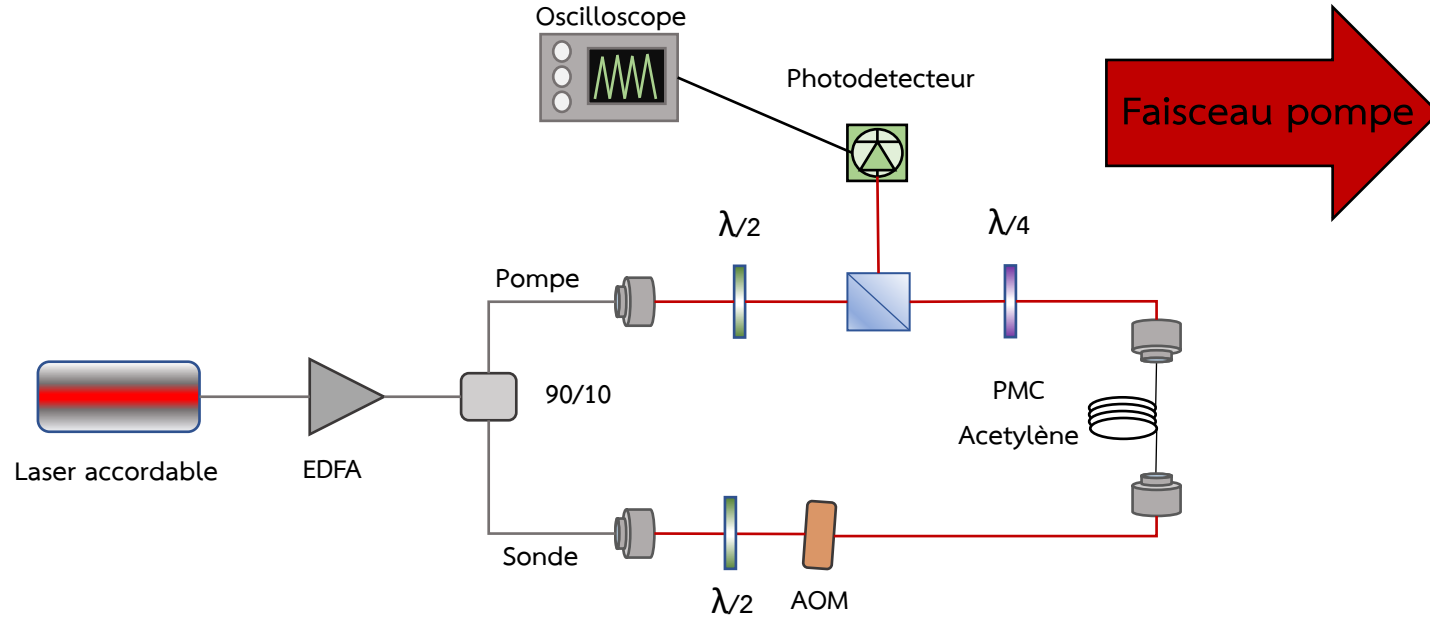 Oscilloscope
Photodetecteur
Faisceau pompe
λ/2
λ/4
Pompe
90/10
PMC
Acetylène
Laser accordable
EDFA
Sonde
λ/2
AOM